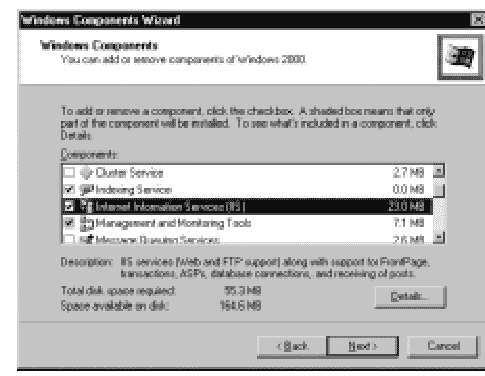 Windows Components Wizard
Windows Components
You can add or remove components of Windows 2000.
To add or remove a component, click the checkbox. A shaded box means that only
part of the component will be installed. To see what's included in a component, click
Details.
Components:
Cluster Service 2.7 MB
Indexing Service 0.0 MB
Internet Information Services (IIS) 23.0 MB
Management and Monitoring Tools 7.1 MB
Message Queuing Services 2.6 MB
Description: IIS services (Web and FTP support) along with support for FrontPage,
transactions, ASPs, database connections, and receiving of posts.
Total disk space required: 55.3 MB
Space available on disk: 164.6 MB
Details...
< Back Next > Cancel